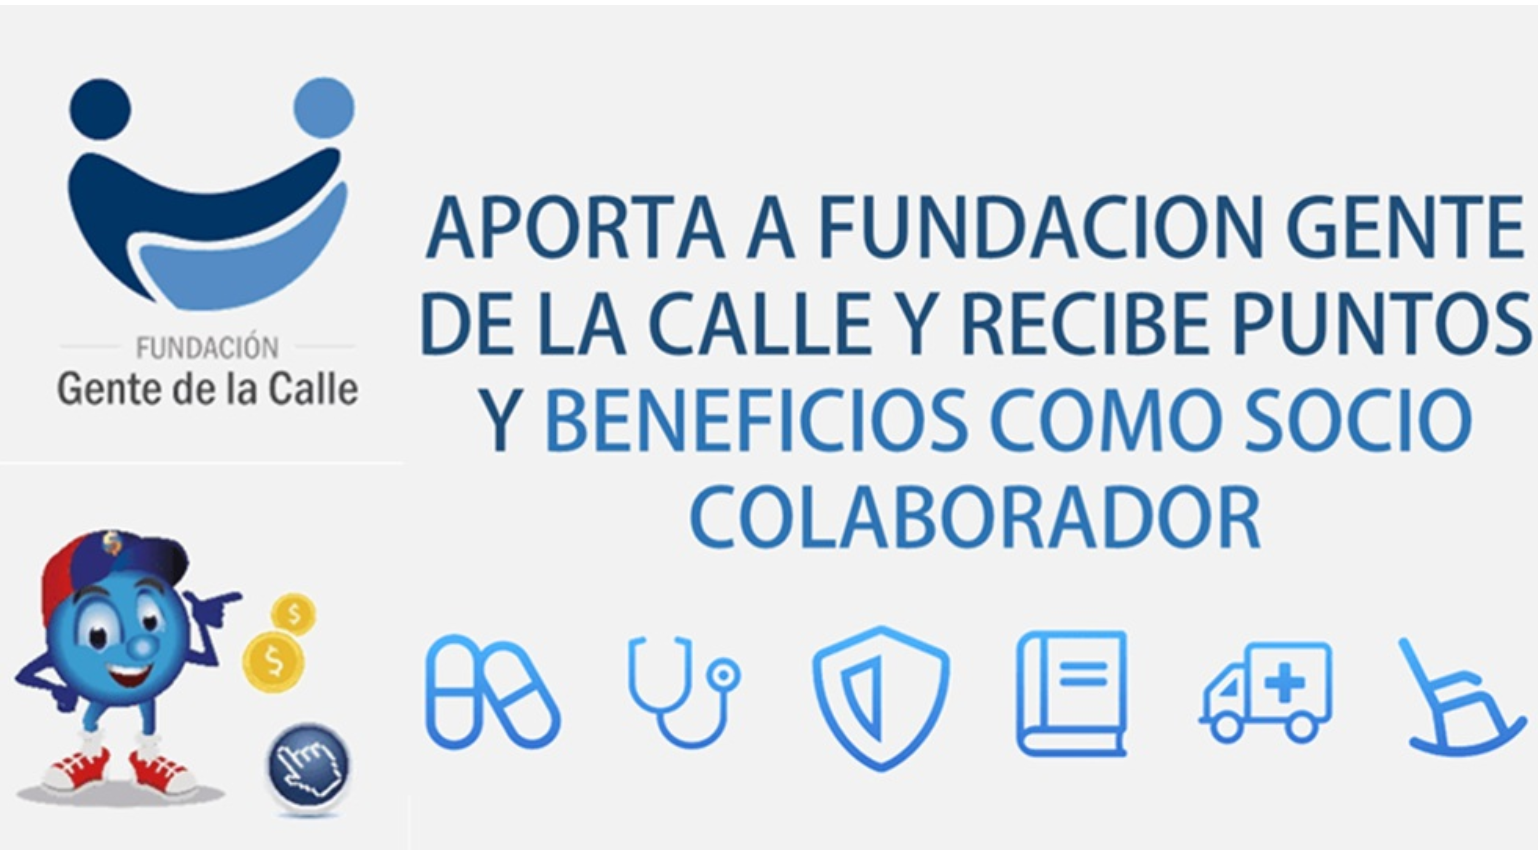 FUNDACIÓN
Gente de la Calle
APORTA A FUNDACION GENTE
DE LA CALLE Y RECIBE PUNTOS
Y BENEFICIOS COMO SOCIO
COLABORADOR
$
$